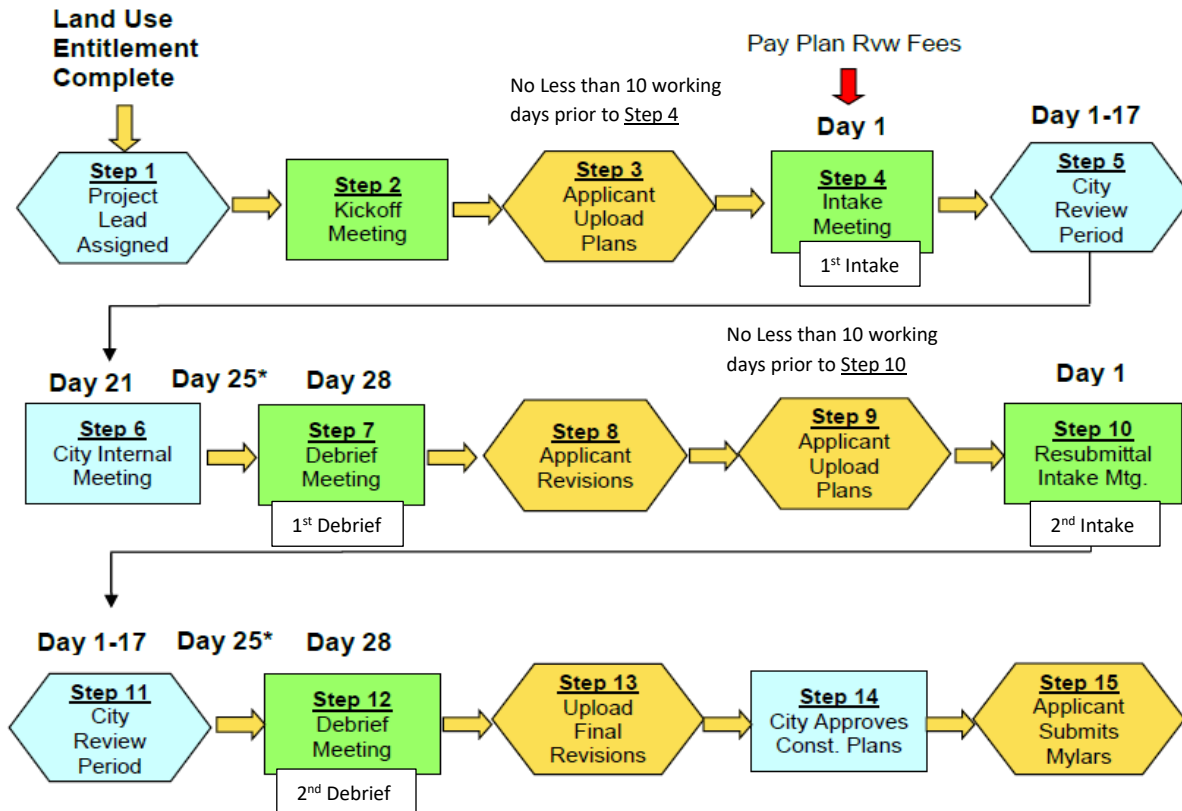 Land Use
Entitlement
Complete
Pay Plan Rvw Fees
No Less than 10 working
days prior to Step 4
Day 1
Day 1-17
Step 1
Project
Lead
Assigned
Step 2
Kickoff
Meeting
Step 3
Applicant
Upload
Plans
Step 4
Intake
Meeting
1st Intake
Step 5
City
Review
Period
No Less than 10 working
days prior to Step 10
Day 21
Day 25*
Day 28
Day 1
Step 6
City Internal
Meeting
Step 7
Debrief
Meeting
1st Debrief
Step 8
Applicant
Revisions
Step 9
Applicant
Upload
Plans
Step 10
Resubmittal
Intake Mtg.
2nd Intake
Day 1-17
Day 25*
Day 28
Step 11
City
Review
Period
Step 12
Debrief
Meeting
2nd Debrief
Step 13
Upload
Final
Revisions
Step 14
City Approves
Const. Plans
Step 15
Applicant
Submits
Mylars